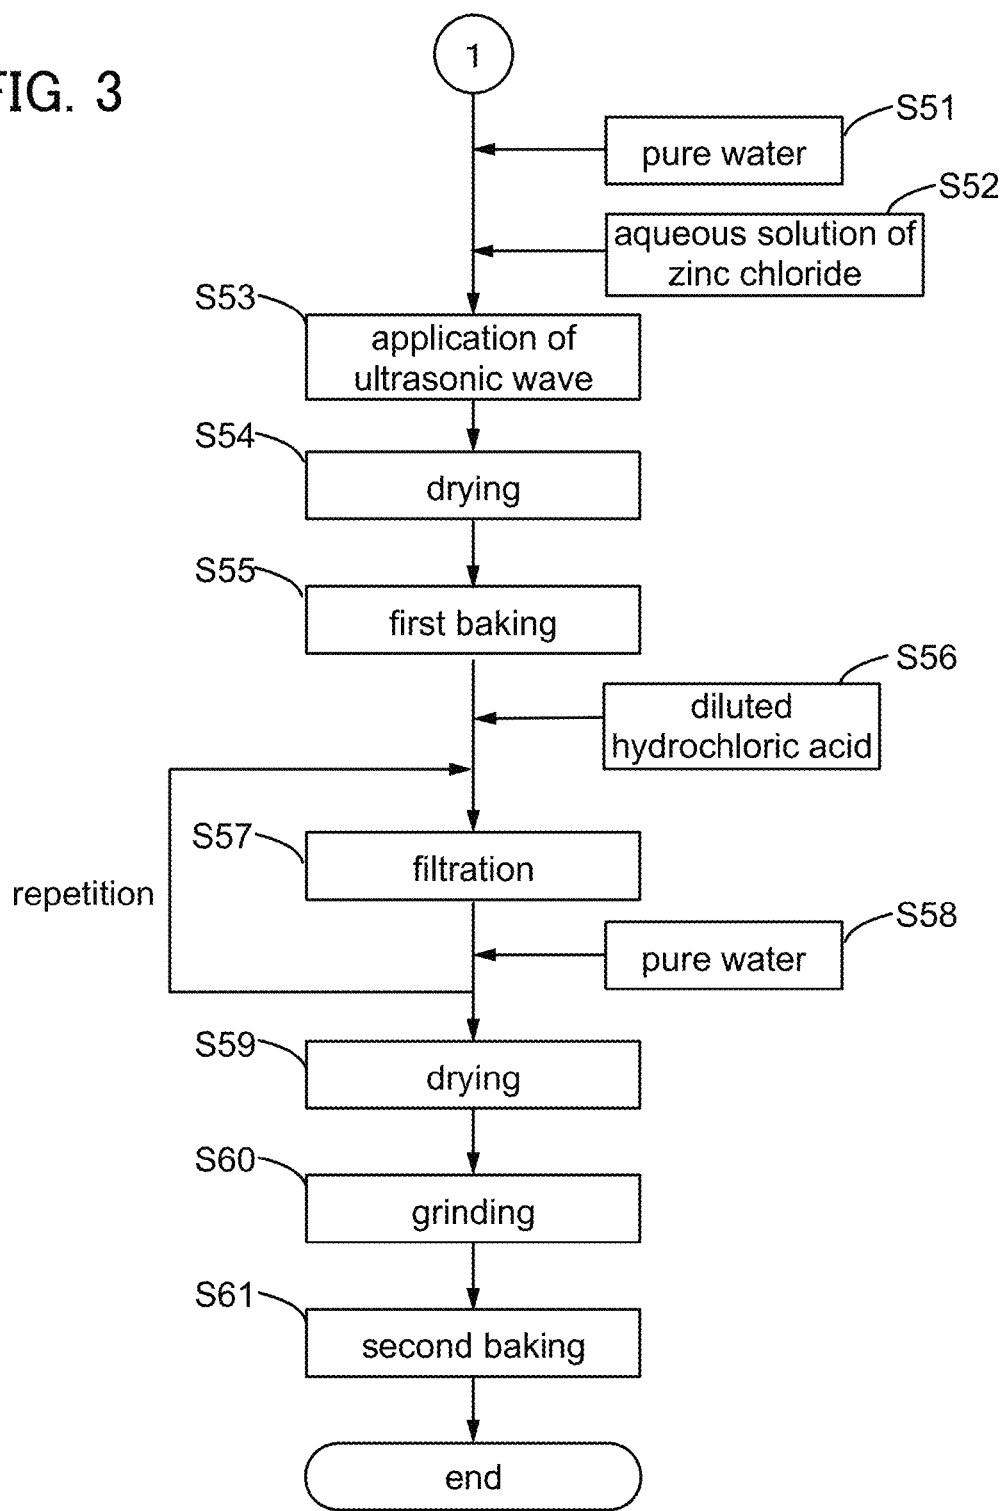 FIG. 3
1
S51
pure water
S52
aqueous solution of
zinc chloride
S53
application of
ultrasonic wave
S54
drying
S55
first baking
S56
diluted
hydrochloric acid
S57
filtration
repetition
S58
pure water
S59
drying
S60
grinding
S61
second baking
end